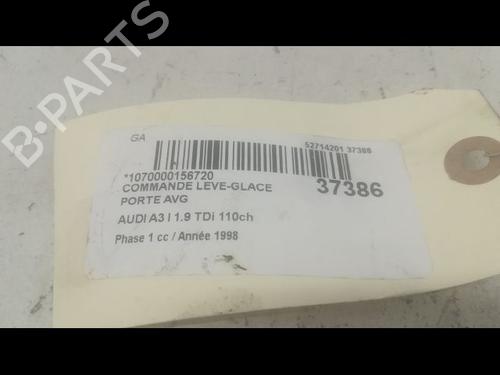 B-PARTS
GA
52714201 37386
*1070000156720
COMMANDE LEVE-GLACE
37386
PORTE AVG
AUDI A3 I 1.9 TDi 110ch
Phase 1 cc / Année 1998